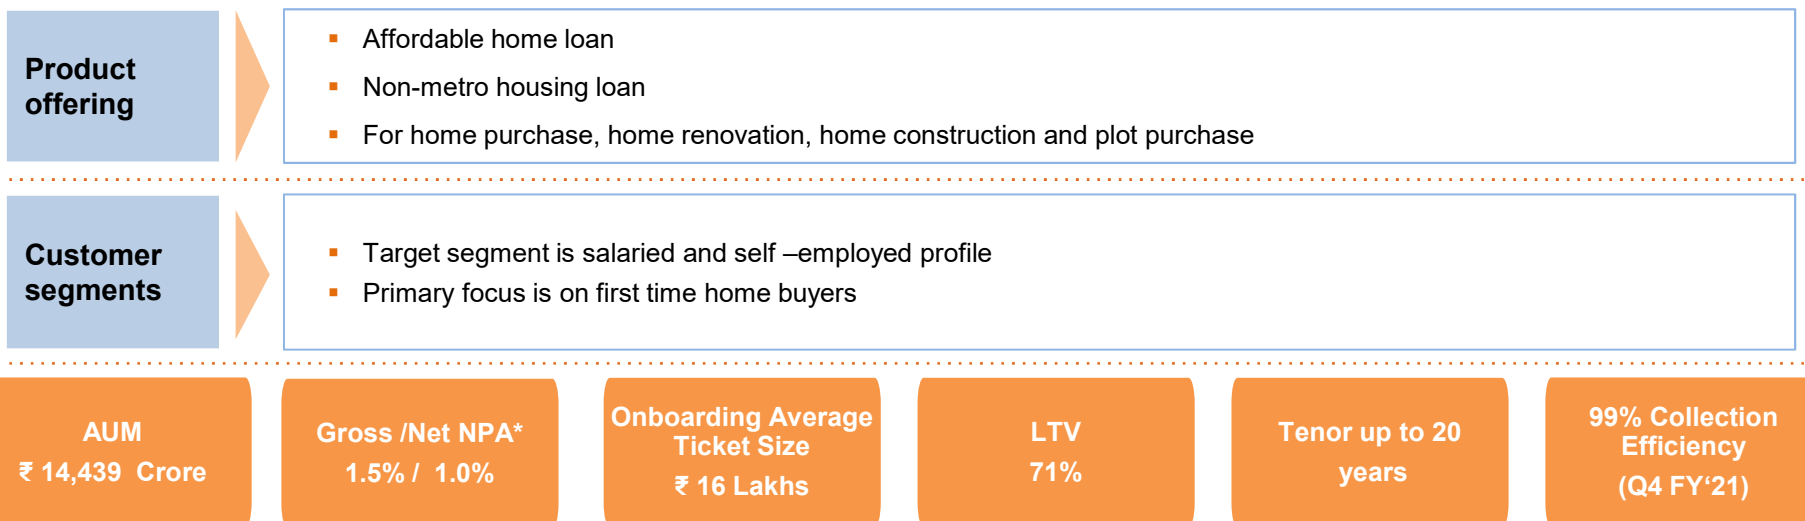 Product
offering
▪ Affordable home loan
▪ Non-metro housing loan
▪ For home purchase, home renovation, home construction and plot purchase
Customer
segments
▪ Target segment is salaried and self –employed profile
▪ Primary focus is on first time home buyers
AUM
₹ 14,439 Crore
Gross /Net NPA*
1.5% / 1.0%
Onboarding Average
Ticket Size
₹ 16 Lakhs
LTV
71%
Tenor up to 20
years
99% Collection
Efficiency
(Q4 FY‘21)